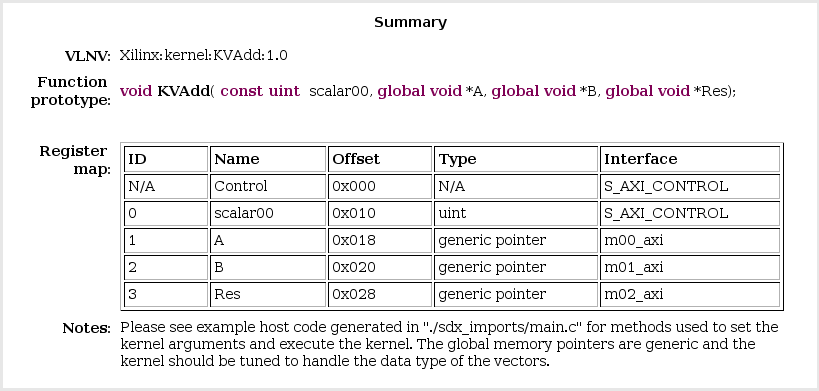 Summary
VLNV: Xilinx:kernel:KVAdd:1.0
Function prototype: void KVAdd( const uint scalar00, global void *A, global void *B, global void *Res);
Register map:
ID Name Offset Type Interface
N/A Control 0x000 N/A S_AXI_CONTROL
0 scalar00 0x010 uint S_AXI_CONTROL
1 A 0x018 generic pointer m00_axi
2 B 0x020 generic pointer m01_axi
3 Res 0x028 generic pointer m02_axi
Notes: Please see example host code generated in "./sdx_imports/main.c" for methods used to set the
kernel arguments and execute the kernel. The global memory pointers are generic and the
kernel should be tuned to handle the data type of the vectors.